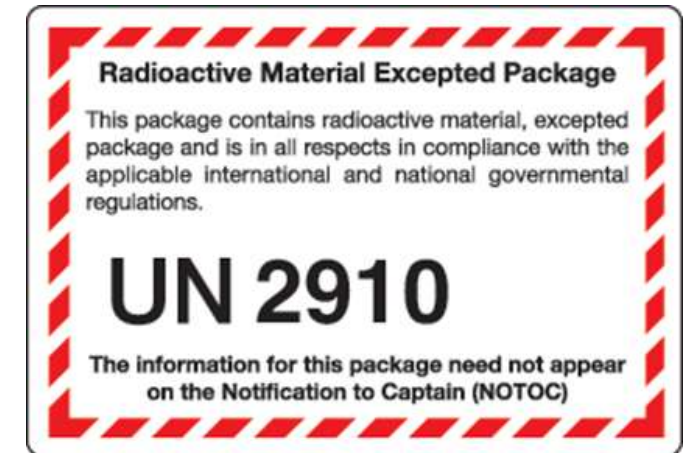 Radioactive Material Excepted Package
This package contains radioactive material, excepted
package and is in all respects in compliance with the
applicable international and national governmental
regulations.
UN 2910
The information for this package need not appear
on the Notification to Captain (NOTOC)